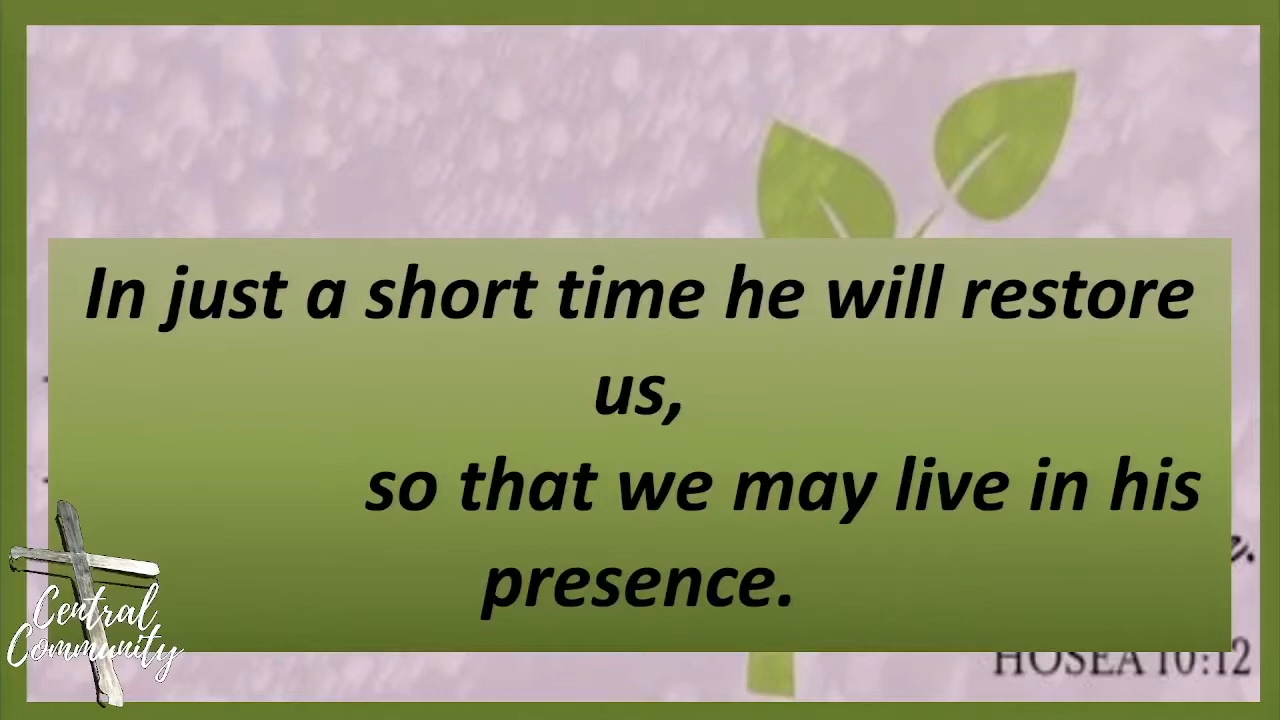 In just a short time he will restore
us,
so that we may live in his
presence.
Central
Community
HOSEA 10:12